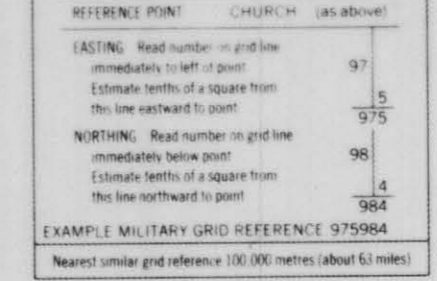 REFERENCE POINT CHURCH (as above)
EASTING Read number on grid line
immediately to left of point 97
Estimate tenths of a square from
this line eastward to point 5
975
NORTHING Read number on grid line
immediately below point 98
Estimate tenths of a square from
this line northward to point 4
984
EXAMPLE MILITARY GRID REFERENCE 975984
Nearest similar grid reference 100 000 metres (about 63 miles)